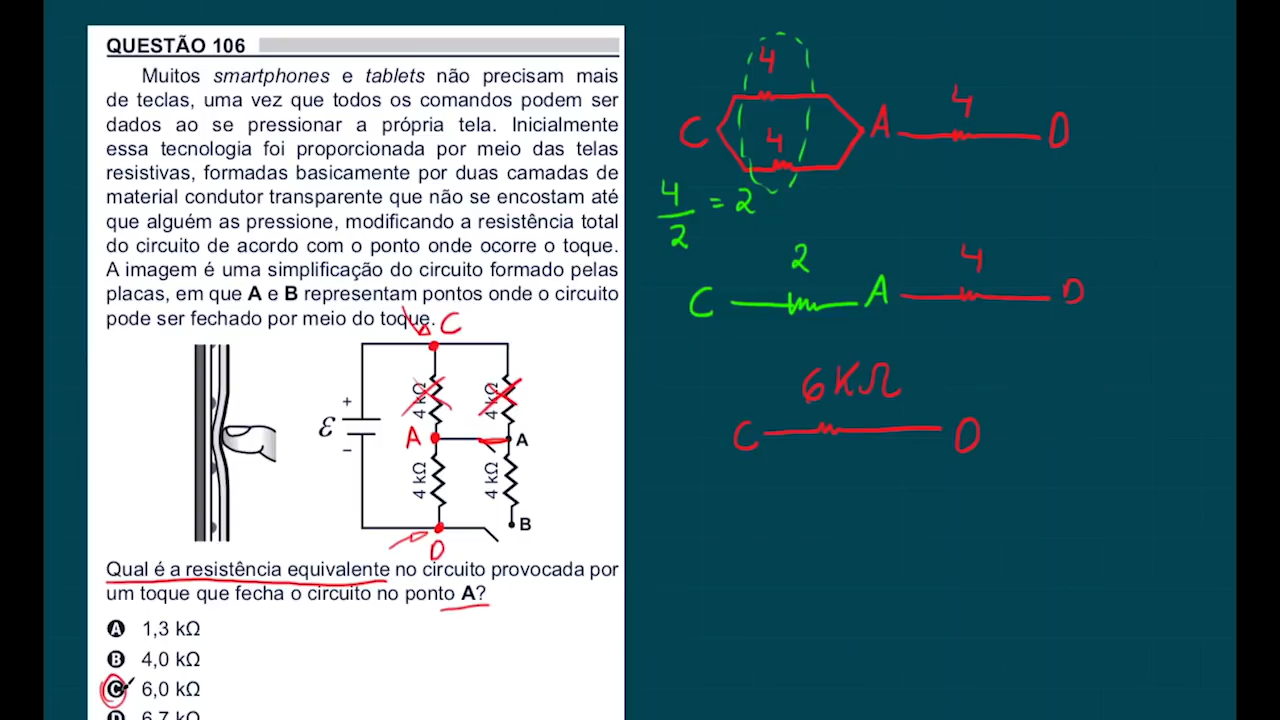 QUESTÃO 106
Muitos smartphones e tablets não precisam mais
de teclas, uma vez que todos os comandos podem ser
dados ao se pressionar a própria tela. Inicialmente
essa tecnologia foi proporcionada por meio das telas
resistivas, formadas basicamente por duas camadas de
material condutor transparente que não se encostam até
que alguém as pressione, modificando a resistência total
do circuito de acordo com o ponto onde ocorre o toque.
A imagem é uma simplificação do circuito formado pelas
placas, em que A e B representam pontos onde o circuito
pode ser fechado por meio do toque.
C
4 kΩ
4 kΩ
+
ε
−
A
A
4 kΩ
4 kΩ
B
D
Qual é a resistência equivalente no circuito provocada por
um toque que fecha o circuito no ponto A?
A 1,3 kΩ
B 4,0 kΩ
C 6,0 kΩ
D 6,7 kΩ
4
C 4 A 4 D
4/2 = 2
2 4
C A D
6KΩ
C D